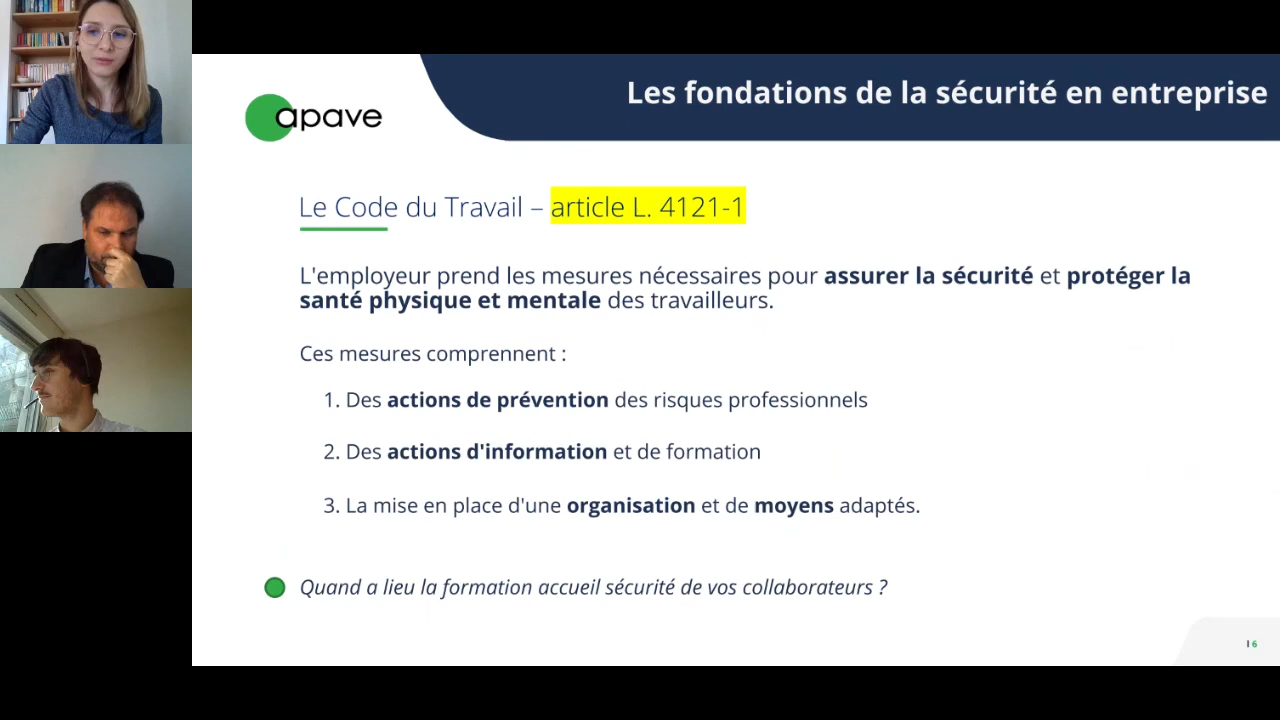 apave
Les fondations de la sécurité en entreprise
Le Code du Travail – article L. 4121-1
L'employeur prend les mesures nécessaires pour assurer la sécurité et protéger la
santé physique et mentale des travailleurs.
Ces mesures comprennent :
1. Des actions de prévention des risques professionnels
2. Des actions d'information et de formation
3. La mise en place d'une organisation et de moyens adaptés.
Quand a lieu la formation accueil sécurité de vos collaborateurs ?
I 6